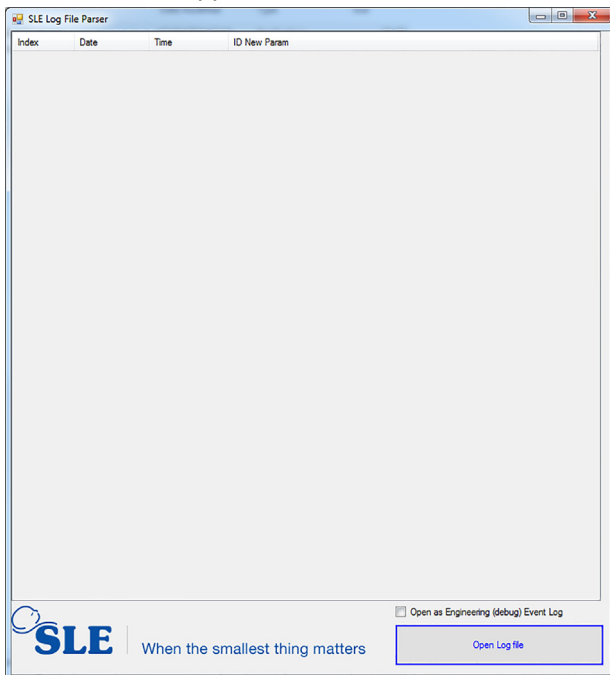 SLE Log File Parser
Index Date Time ID New Param
Open as Engineering (debug) Event Log
SLE When the smallest thing matters
Open Log file